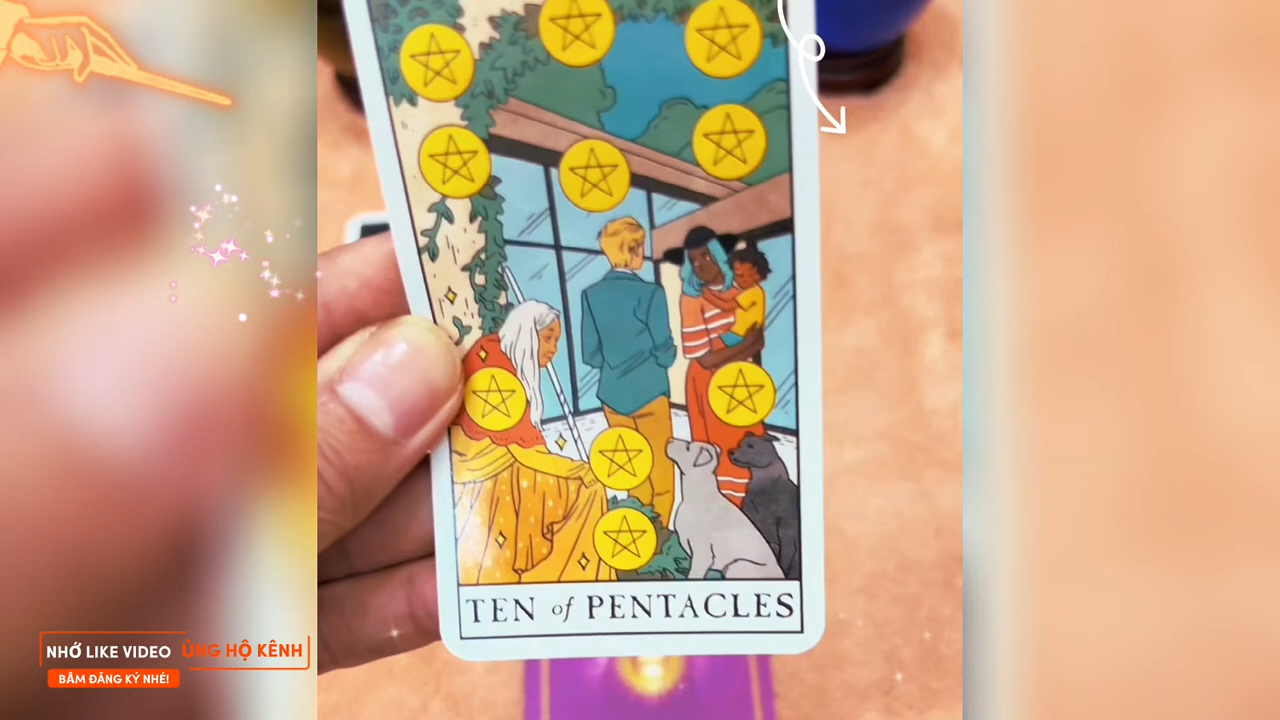 TEN of PENTACLES
NHỚ LIKE VIDEO ỦNG HỘ KÊNH
BẤM ĐĂNG KÝ NHÉ!